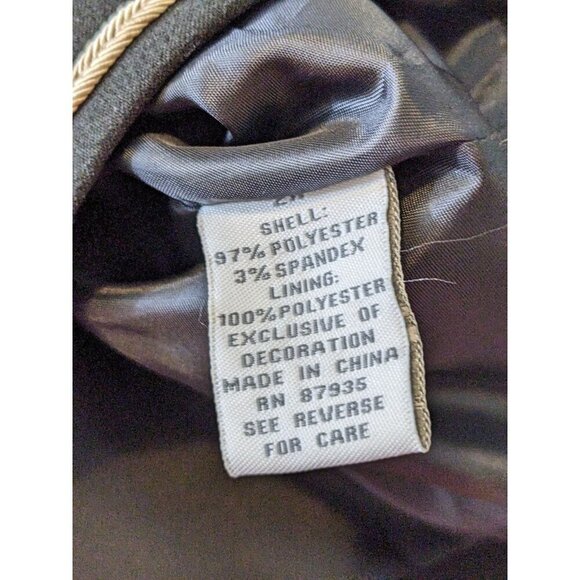 SHELL:
97% POLYESTER
3% SPANDEX
LINING:
100% POLYESTER
EXCLUSIVE OF
DECORATION
MADE IN CHINA
RN 87935
SEE REVERSE
FOR CARE